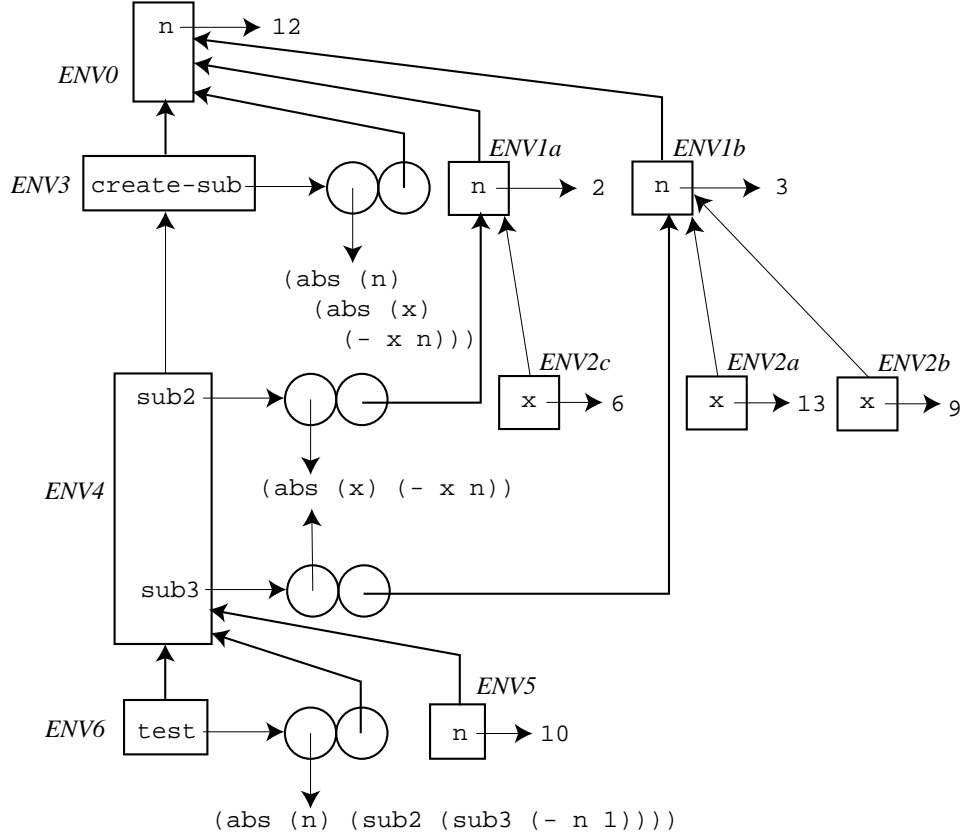 n 12
ENV0
ENV1a
ENV1b
ENV3 create-sub n 2 n 3
(abs (n)
(abs (x)
(- x n)))
ENV2c ENV2a ENV2b
sub2 x 6 x 13 x 9
ENV4 (abs (x) (- x n))
sub3
ENV5
ENV6 test n 10
(abs (n) (sub2 (sub3 (- n 1))))